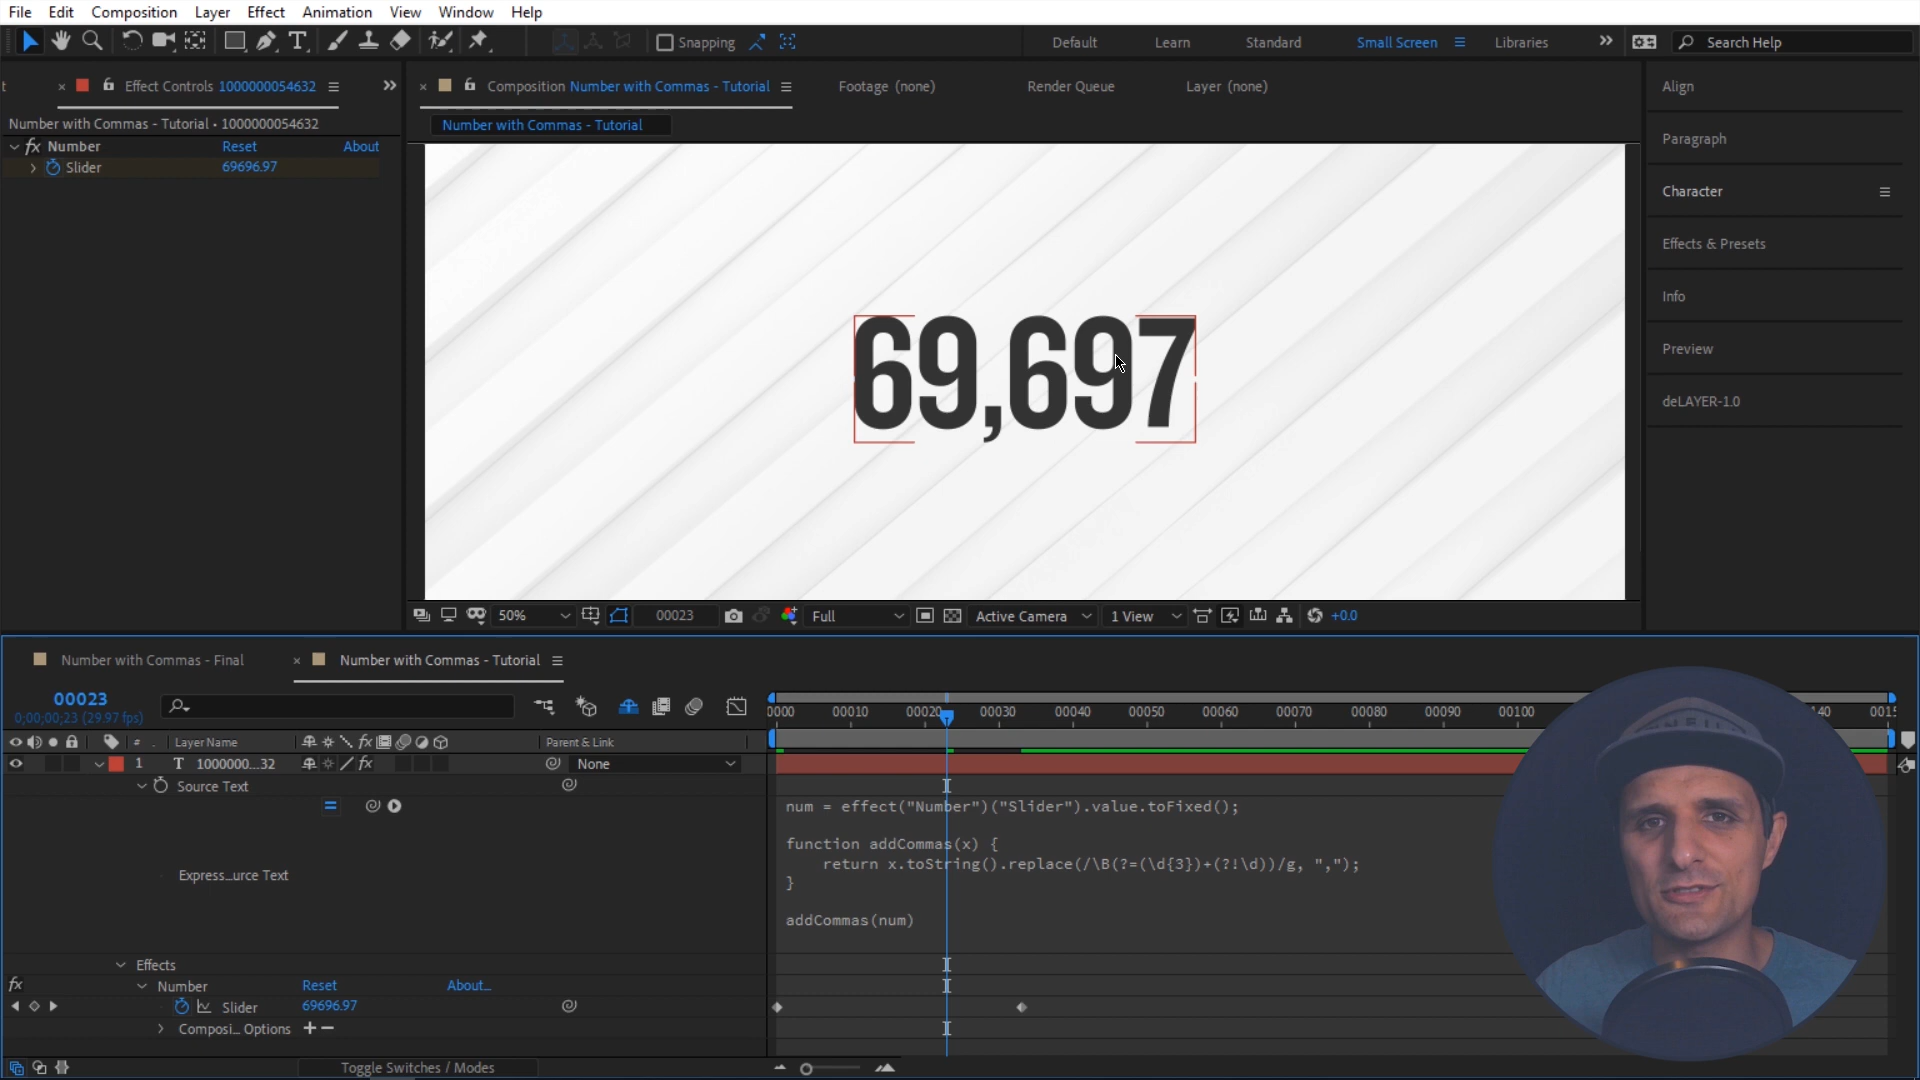 File Edit Composition Layer Effect Animation View Window Help
Snapping Default Learn Standard Small Screen Libraries Search Help
t Effect Controls 1000000054632
Composition Number with Commas - Tutorial Footage (none) Render Queue Layer (none)
Number with Commas - Tutorial • 1000000054632
fx Number Reset About
Slider 69696.97
Number with Commas - Tutorial
69,697
Align
Paragraph
Character
Effects & Presets
Info
Preview
deLAYER-1.0
50% 00023 Full Active Camera 1 View +0.0
Number with Commas - Final Number with Commas - Tutorial
00023
0;00;00;23 (29.97 fps)
0000 00010 00020 00030 00040 00050 00060 00070 00080 00090 00100 140 0015
# Layer Name fx Parent & Link
1 T 1000000...32 fx None
Source Text
num = effect("Number")("Slider").value.toFixed();
function addCommas(x) {
return x.toString().replace(/\B(?=(\d{3})+(?!\d))/g, ",");
}
addCommas(num)
Express...urce Text
Effects
fx Number Reset About...
Slider 69696.97
Composi... Options + −
Toggle Switches / Modes